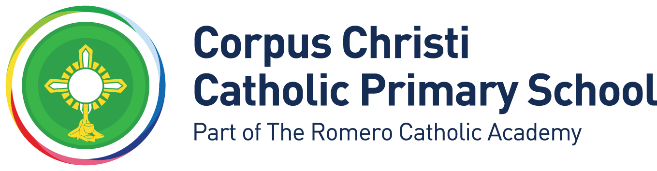 Corpus Christi
Catholic Primary School
Part of The Romero Catholic Academy